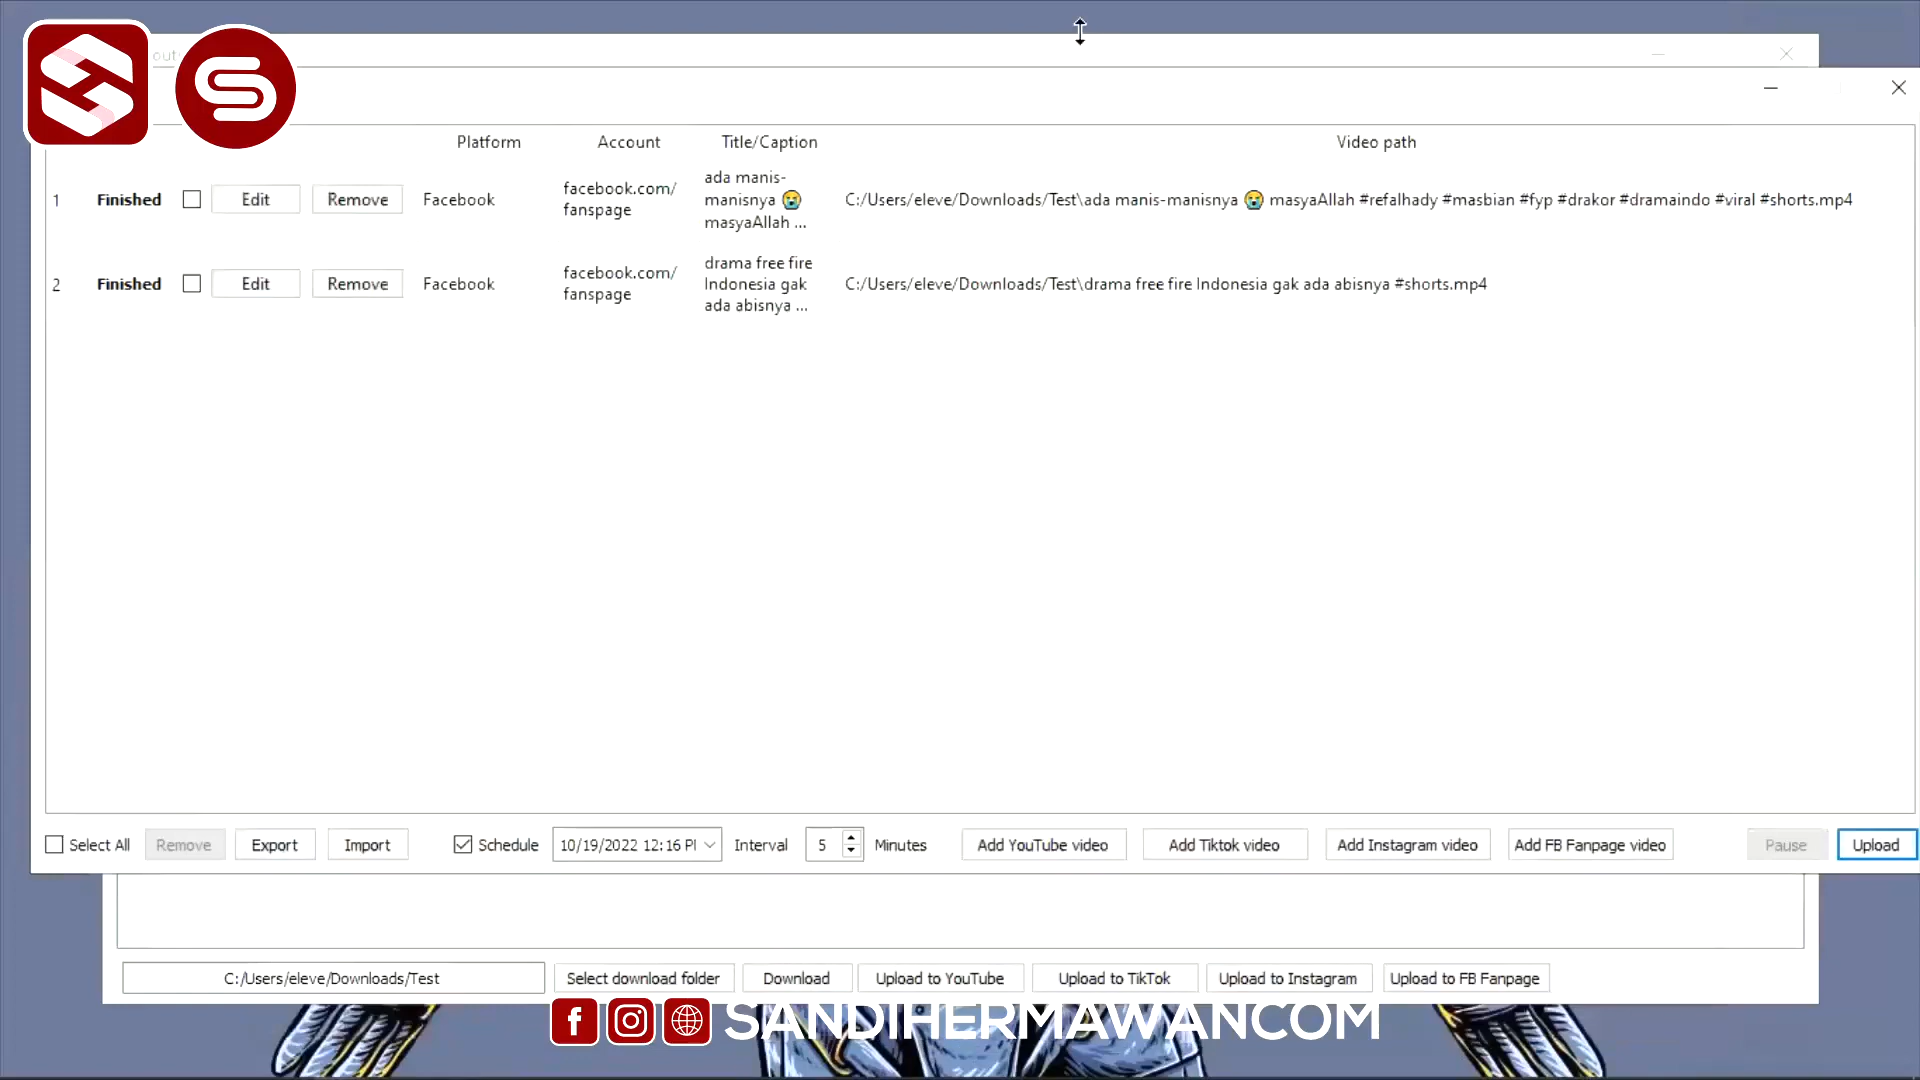 Platform Account Title/Caption Video path
1 Finished Edit Remove Facebook facebook.com/ fanspage ada manis-manisnya 😭 masyaAllah ... C:/Users/eleve/Downloads/Test\ada manis-manisnya 😭 masyaAllah #refalhady #masbian #fyp #drakor #dramaindo #viral #shorts.mp4
2 Finished Edit Remove Facebook facebook.com/ fanspage drama free fire Indonesia gak ada abisnya ... C:/Users/eleve/Downloads/Test\drama free fire Indonesia gak ada abisnya #shorts.mp4
Select All Remove Export Import Schedule 10/19/2022 12:16 Interval 5 Minutes Add YouTube video Add Tiktok video Add Instagram video Add FB Fanpage video Pause Upload
C:/Users/eleve/Downloads/Test Select download folder Download Upload to YouTube Upload to TikTok Upload to Instagram Upload to FB Fanpage
SANDIHERMAWANCOM